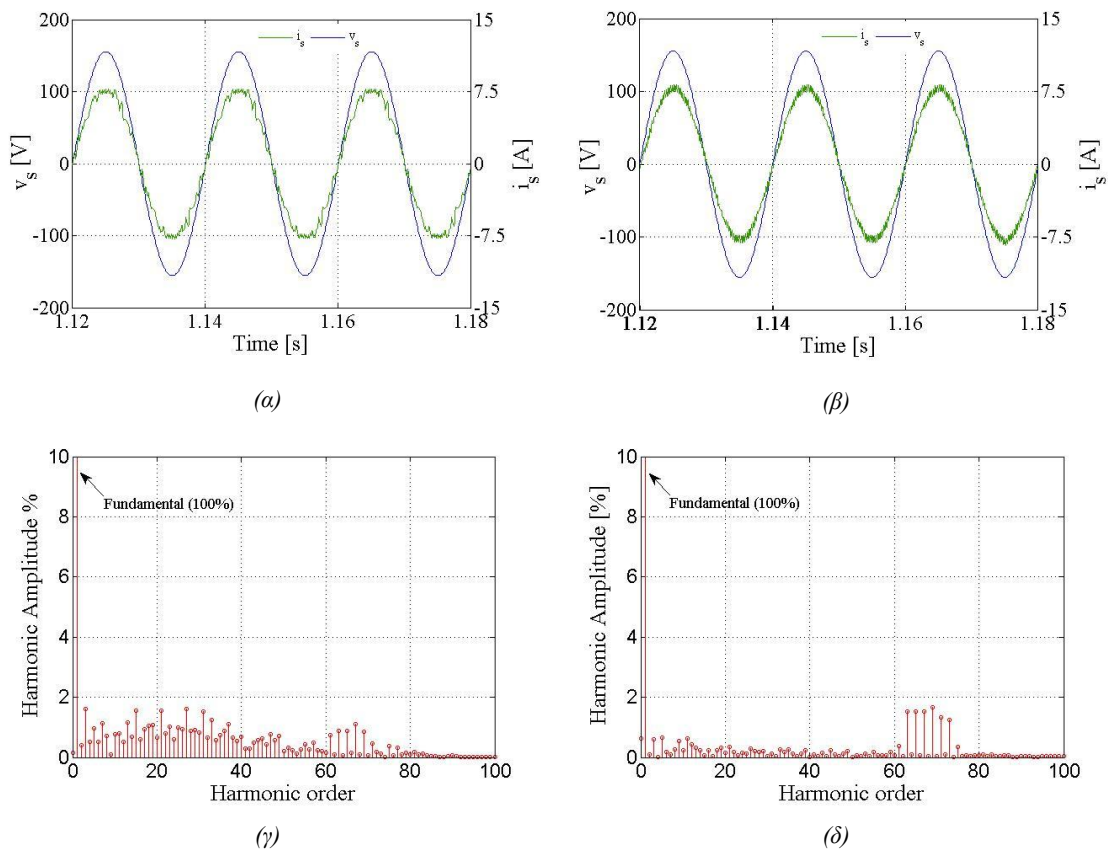 200
100
0
-100
-200
v_s [V]
15
7.5
0
-7.5
-15
i_s [A]
i_s v_s
1.12 1.14 1.16 1.18
Time [s]
(α)
200
100
0
-100
-200
v_s [V]
15
7.5
0
-7.5
-15
i_s [A]
i_s v_s
1.12 1.14 1.16 1.18
Time [s]
(β)
10
8
6
4
2
0
Harmonic Amplitude %
Fundamental (100%)
0 20 40 60 80 100
Harmonic order
(γ)
10
8
6
4
2
0
Harmonic Amplitude [%]
Fundamental (100%)
0 20 40 60 80 100
Harmonic order
(δ)